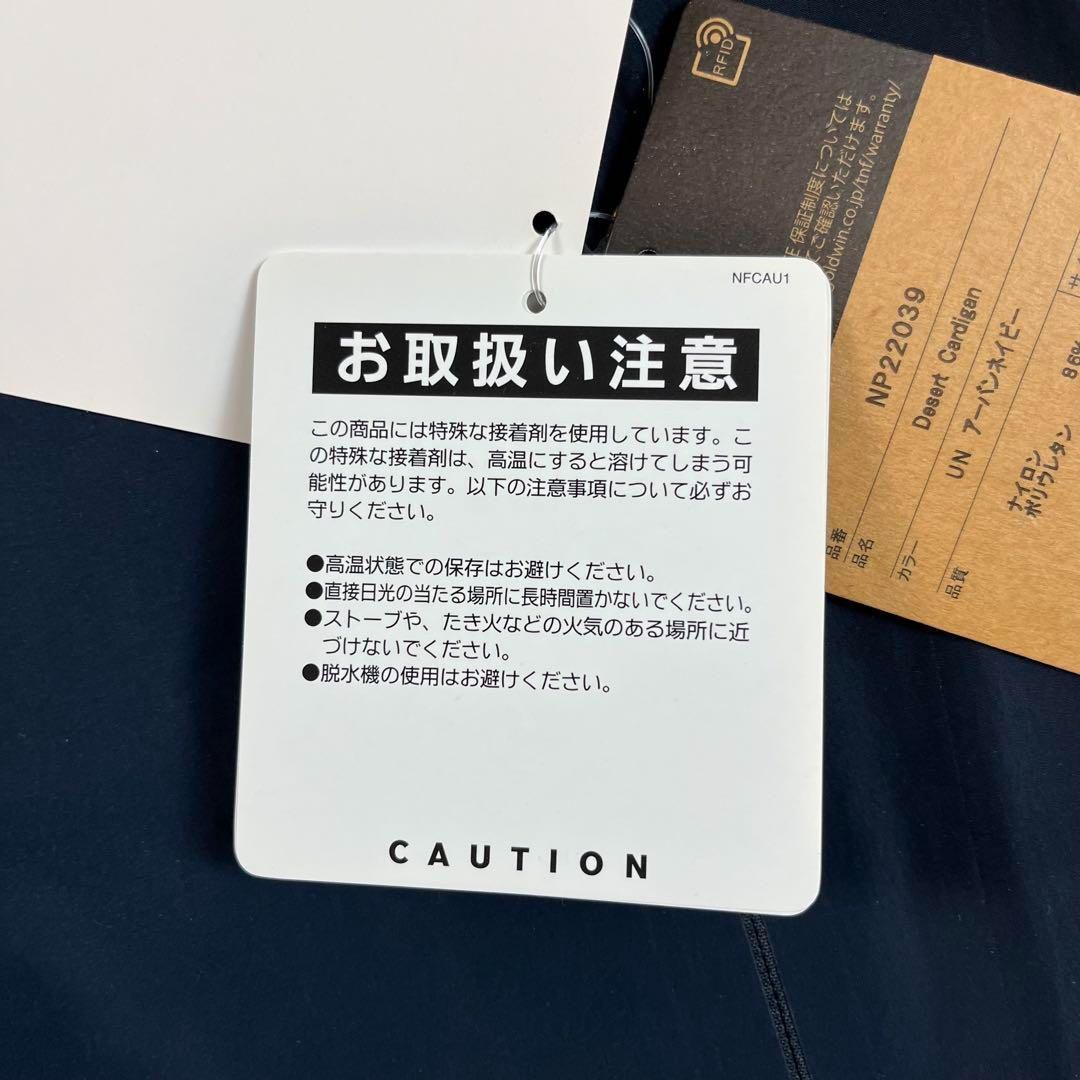 NFCAU1
お取扱い注意
この商品には特殊な接着剤を使用しています。こ
の特殊な接着剤は、高温にすると溶けてしまう可
能性があります。以下の注意事項について必ずお
守りください。
●高温状態での保存はお避けください。
●直接日光の当たる場所に長時間置かないでください。
●ストーブや、たき火などの火気のある場所に近
づけないでください。
●脱水機の使用はお避けください。
CAUTION
RFID
E 保証制度については
ご確認いただけます。
oldwin.co.jp/tnf/warranty/
品番 NP22039
品名 Desert Cardigan
カラー UN アーバンネイビー
品質 ナイロン 86%
ポリウレタン